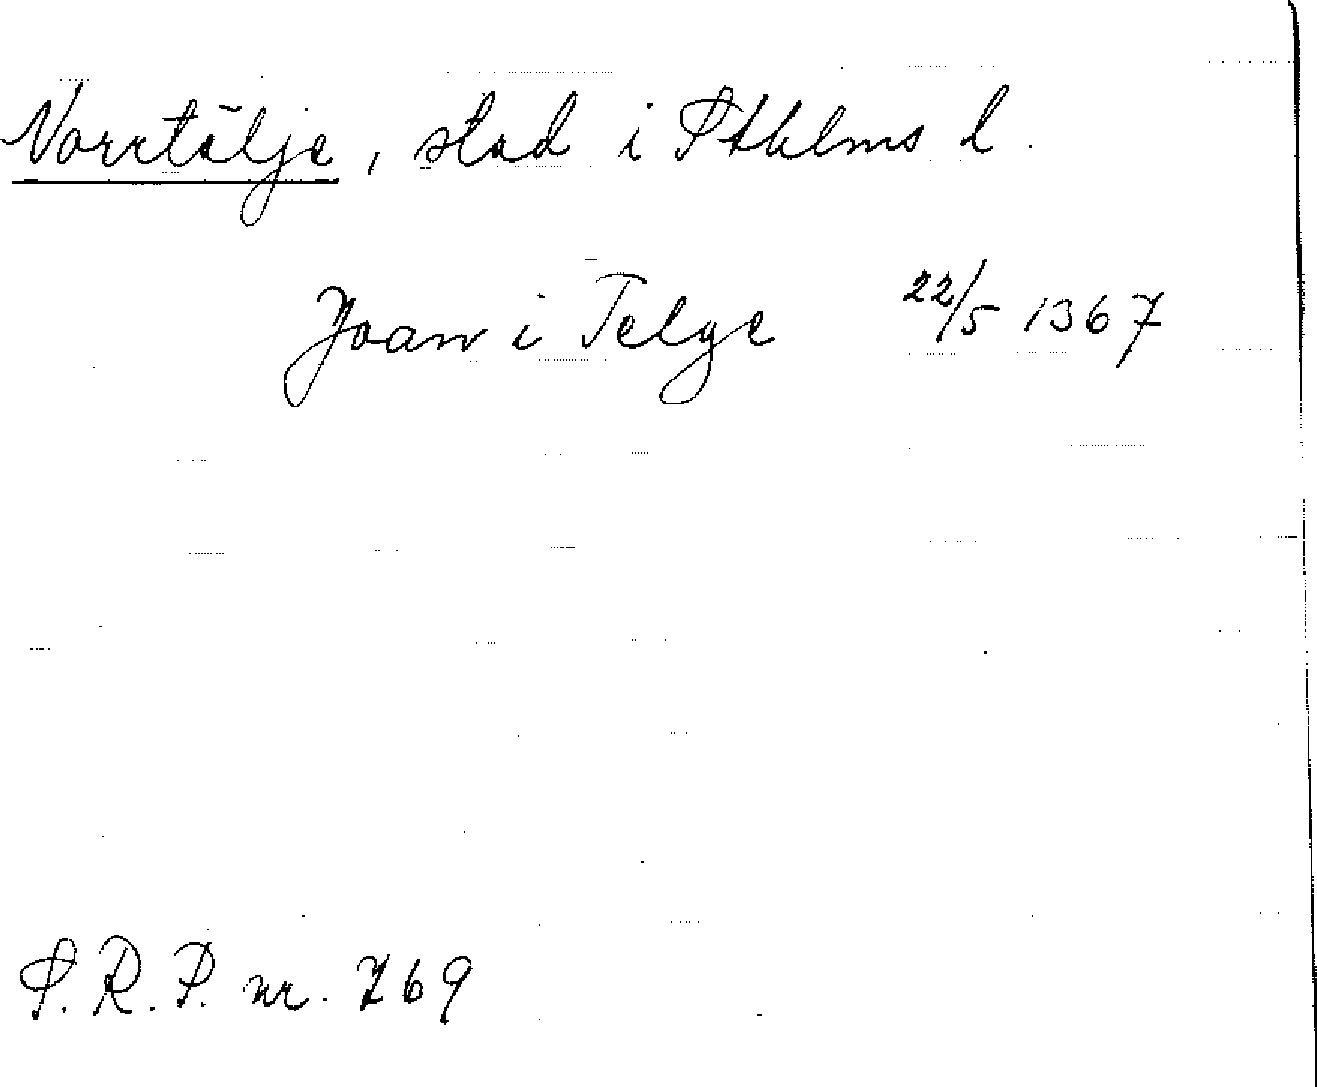 Norrtälje, stad i Sthlms l.
Joan i Telge 22/5 1367
S.R.P. nr. 769